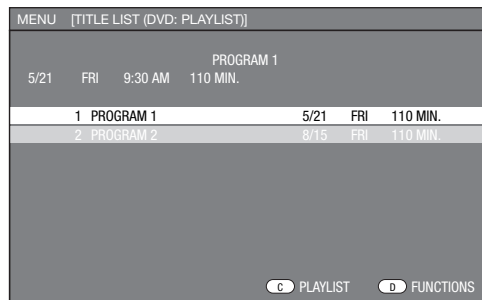 MENU [TITLE LIST (DVD: PLAYLIST)]
PROGRAM 1
5/21 FRI 9:30 AM 110 MIN.
1 PROGRAM 1 5/21 FRI 110 MIN.
2 PROGRAM 2 8/15 FRI 110 MIN.
C PLAYLIST D FUNCTIONS